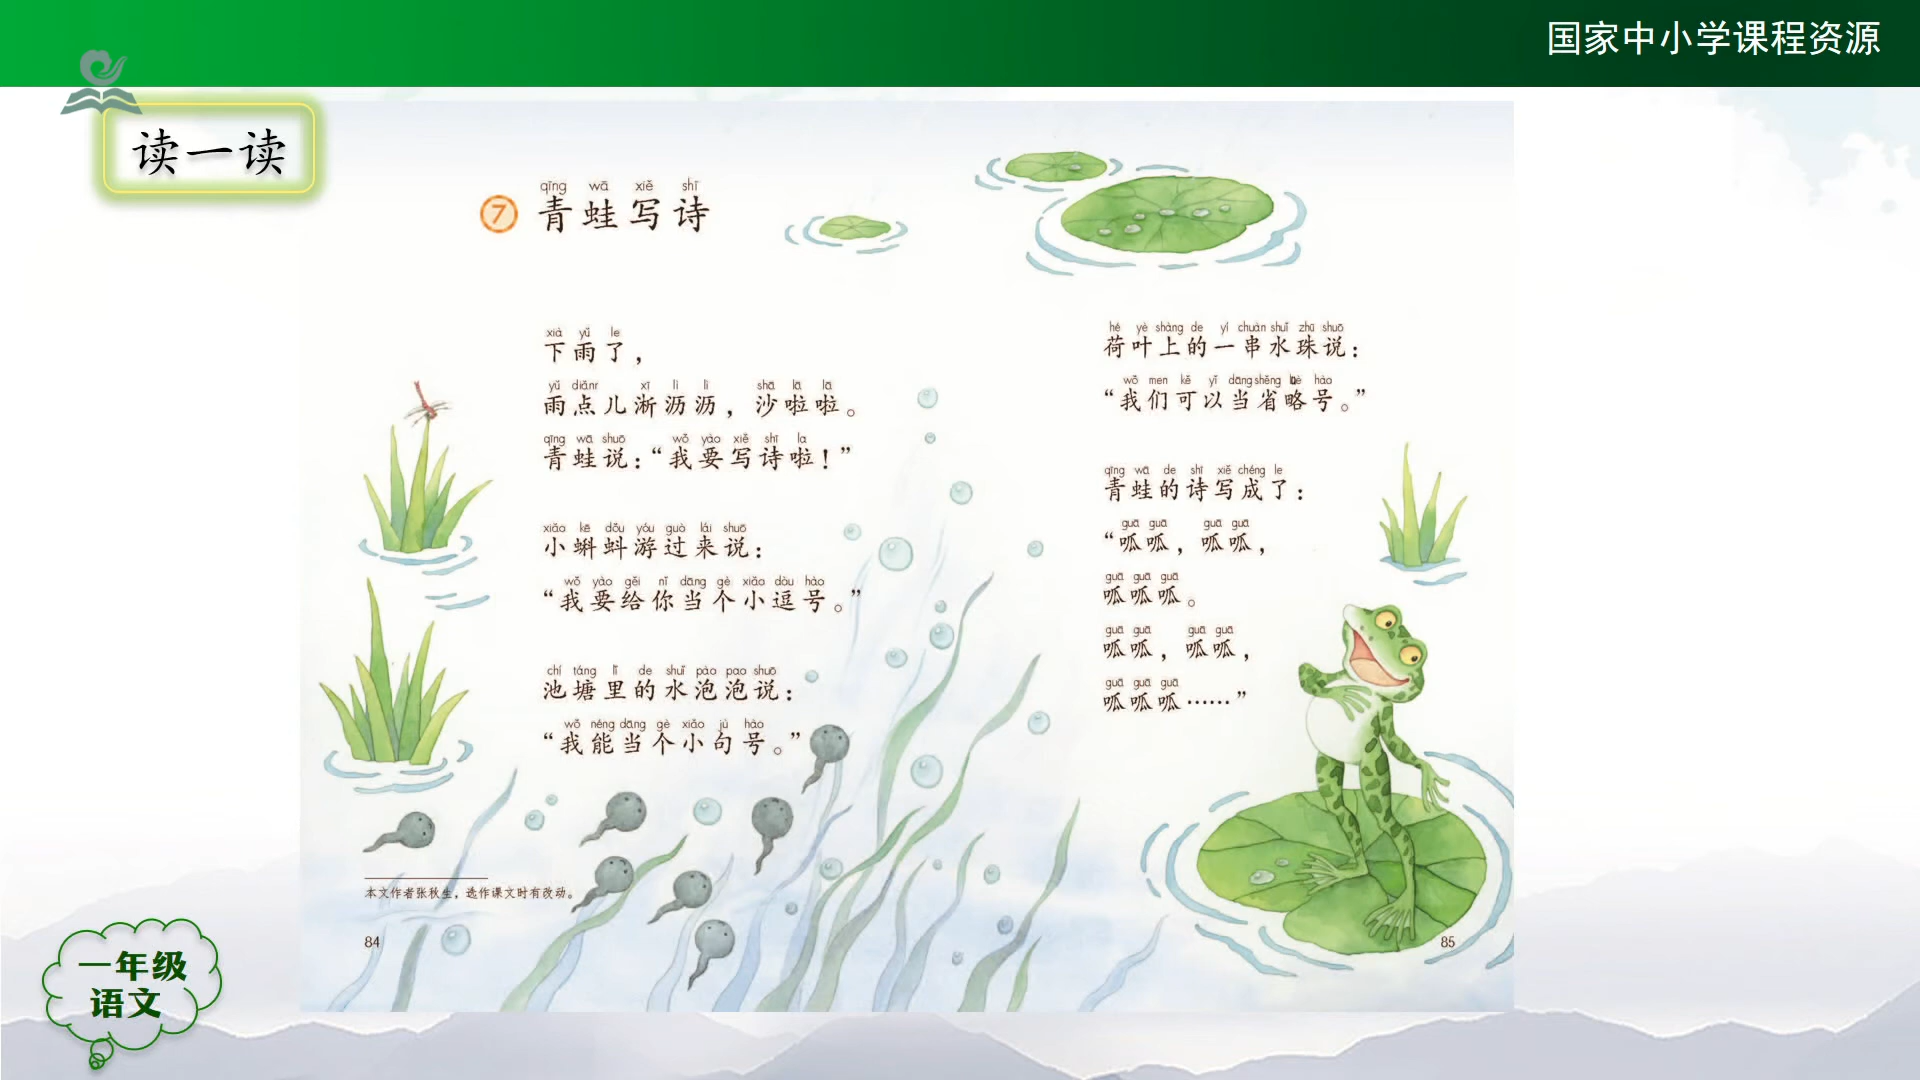 国家中小学课程资源
读一读
qīng wā xiě shī
7 青蛙写诗
xià yǔ le
下雨了，
yǔ diǎnr xī lì lì shā lā lā
雨点儿淅沥沥，沙啦啦。
qīng wā shuō wǒ yào xiě shī la
青蛙说：“我要写诗啦！”
xiǎo kē dǒu yóu guò lái shuō
小蝌蚪游过来说：
wǒ yào gěi nǐ dāng gè xiǎo dòu hào
“我要给你当个小逗号。”
chí táng lǐ de shuǐ pào pao shuō
池塘里的水泡泡说：
wǒ néng dāng gè xiǎo jù hào
“我能当个小句号。”
本文作者张秋生，选作课文时有改动。
84
hé yè shàng de yí chuàn shuǐ zhū shuō
荷叶上的一串水珠说：
wǒ men kě yǐ dāng shěng lüè hào
“我们可以当省略号。”
qīng wā de shī xiě chéng le
青蛙的诗写成了：
guā guā guā guā
“呱呱，呱呱，
guā guā guā
呱呱呱。
guā guā guā guā
呱呱，呱呱，
guā guā guā
呱呱呱……”
85
一年级
语文